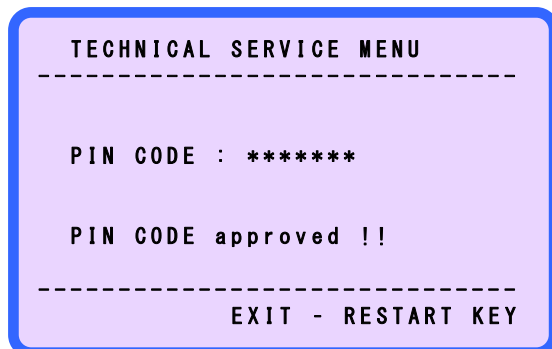 TECHNICAL SERVICE MENU
------------------------------
PIN CODE : *******
PIN CODE approved !!
------------------------------
EXIT - RESTART KEY